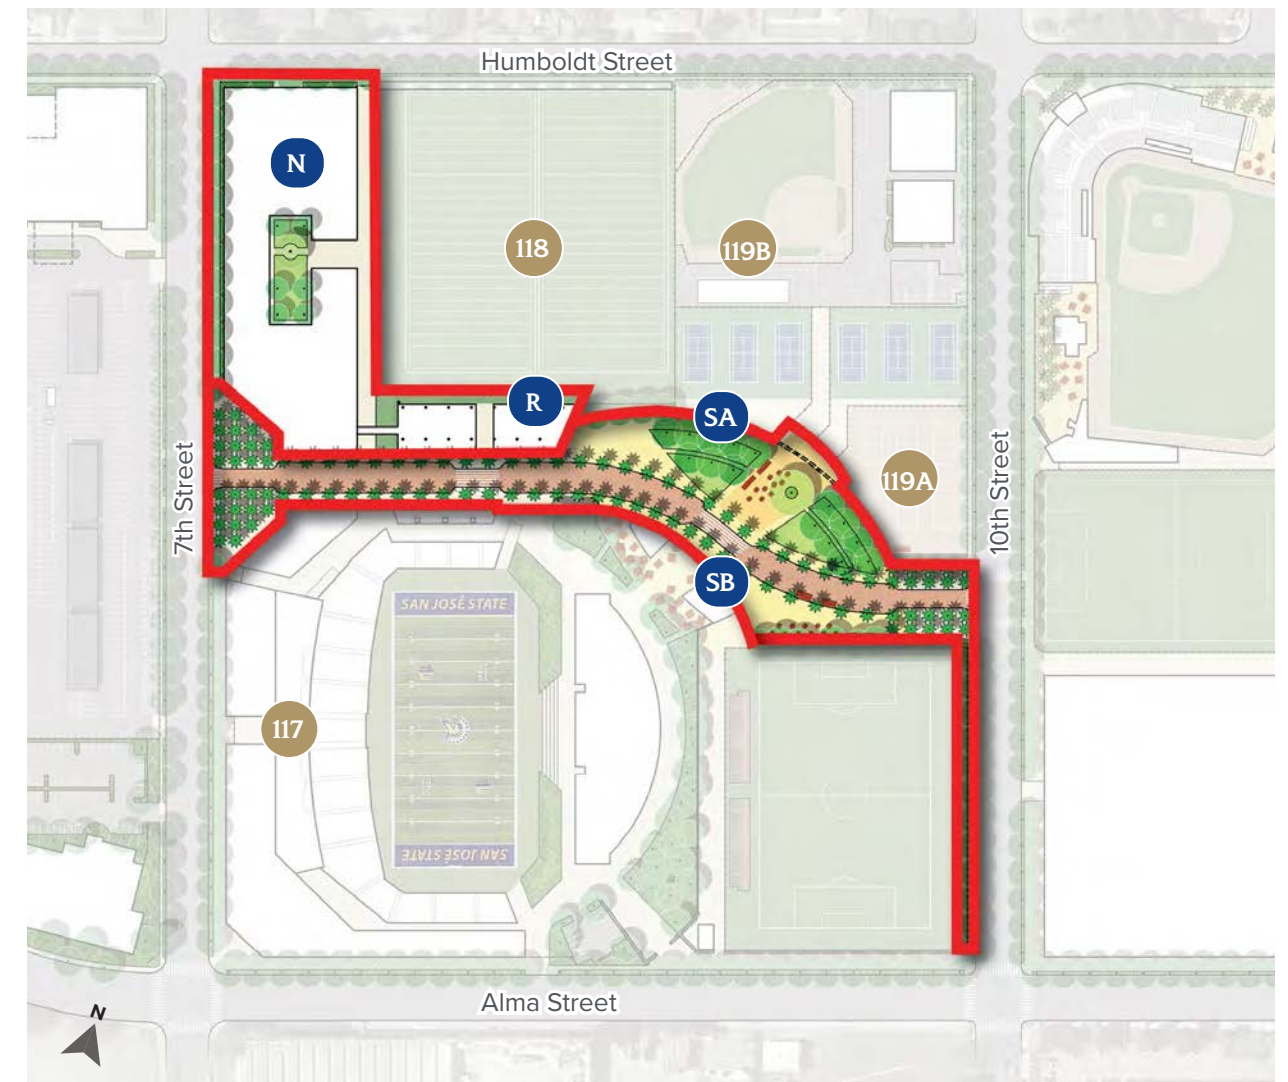 Humboldt Street
N
118
119B
R
SA
7th Street
119A
10th Street
SB
SAN JOSÉ STATE
117
SAN JOSÉ STATE
Alma Street
N